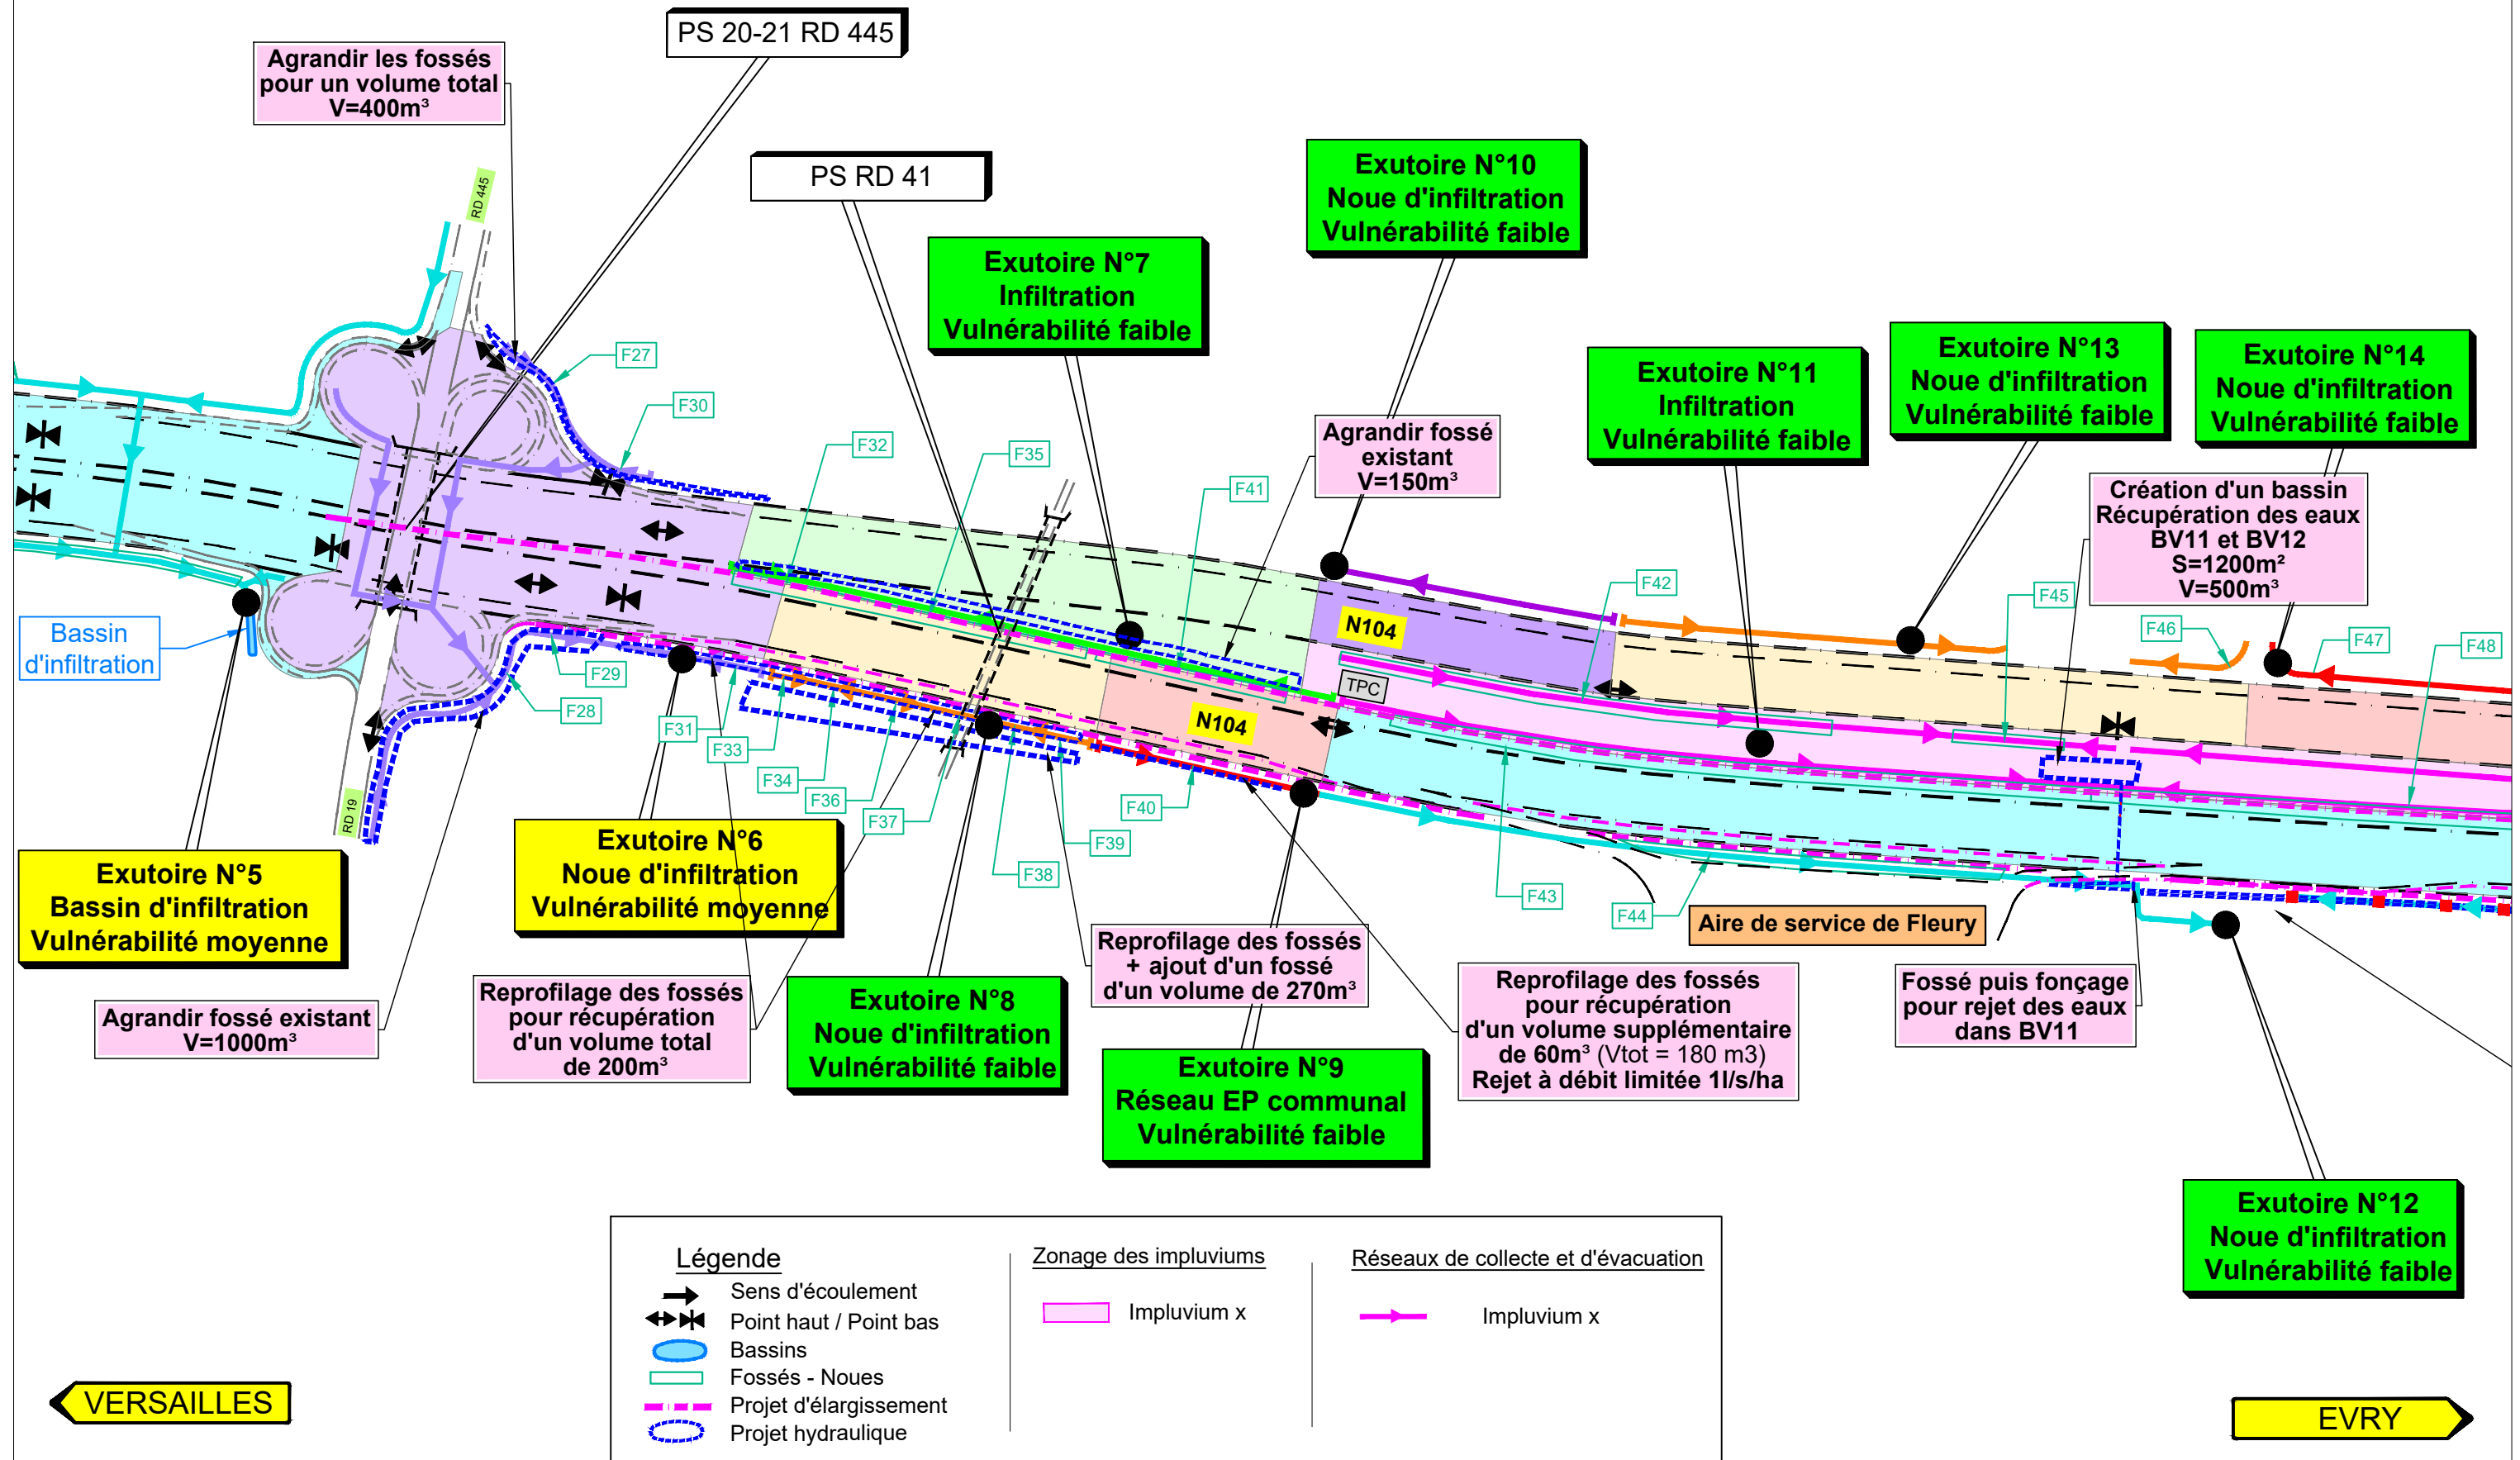 PS 20-21 RD 445
Agrandir les fossés
pour un volume total
V=400m³
RD 445
PS RD 41
Exutoire N°10
Noue d'infiltration
Vulnérabilité faible
Exutoire N°7
Infiltration
Vulnérabilité faible
Exutoire N°11
Infiltration
Vulnérabilité faible
Exutoire N°13
Noue d'infiltration
Vulnérabilité faible
Exutoire N°14
Noue d'infiltration
Vulnérabilité faible
F27
F30
F32
F35
F41
Agrandir fossé
existant
V=150m³
Création d'un bassin
Récupération des eaux
BV11 et BV12
S=1200m²
V=500m³
F42
F45
F46
F47
F48
N104
TPC
N104
Bassin
d'infiltration
F29
F28
F31
F33
F34
F36
F37
F38
F39
F40
F43
F44
RD 19
Aire de service de Fleury
Exutoire N°5
Bassin d'infiltration
Vulnérabilité moyenne
Exutoire N°6
Noue d'infiltration
Vulnérabilité moyenne
Agrandir fossé existant
V=1000m³
Reprofilage des fossés
pour récupération
d'un volume total
de 200m³
Exutoire N°8
Noue d'infiltration
Vulnérabilité faible
Reprofilage des fossés
+ ajout d'un fossé
d'un volume de 270m³
Exutoire N°9
Réseau EP communal
Vulnérabilité faible
Reprofilage des fossés
pour récupération
d'un volume supplémentaire
de 60m³ (Vtot = 180 m3)
Rejet à débit limitée 1l/s/ha
Fossé puis fonçage
pour rejet des eaux
dans BV11
Exutoire N°12
Noue d'infiltration
Vulnérabilité faible
Légende
Sens d'écoulement
Point haut / Point bas
Bassins
Fossés - Noues
Projet d'élargissement
Projet hydraulique
Zonage des impluviums
Impluvium x
Réseaux de collecte et d'évacuation
Impluvium x
VERSAILLES
EVRY